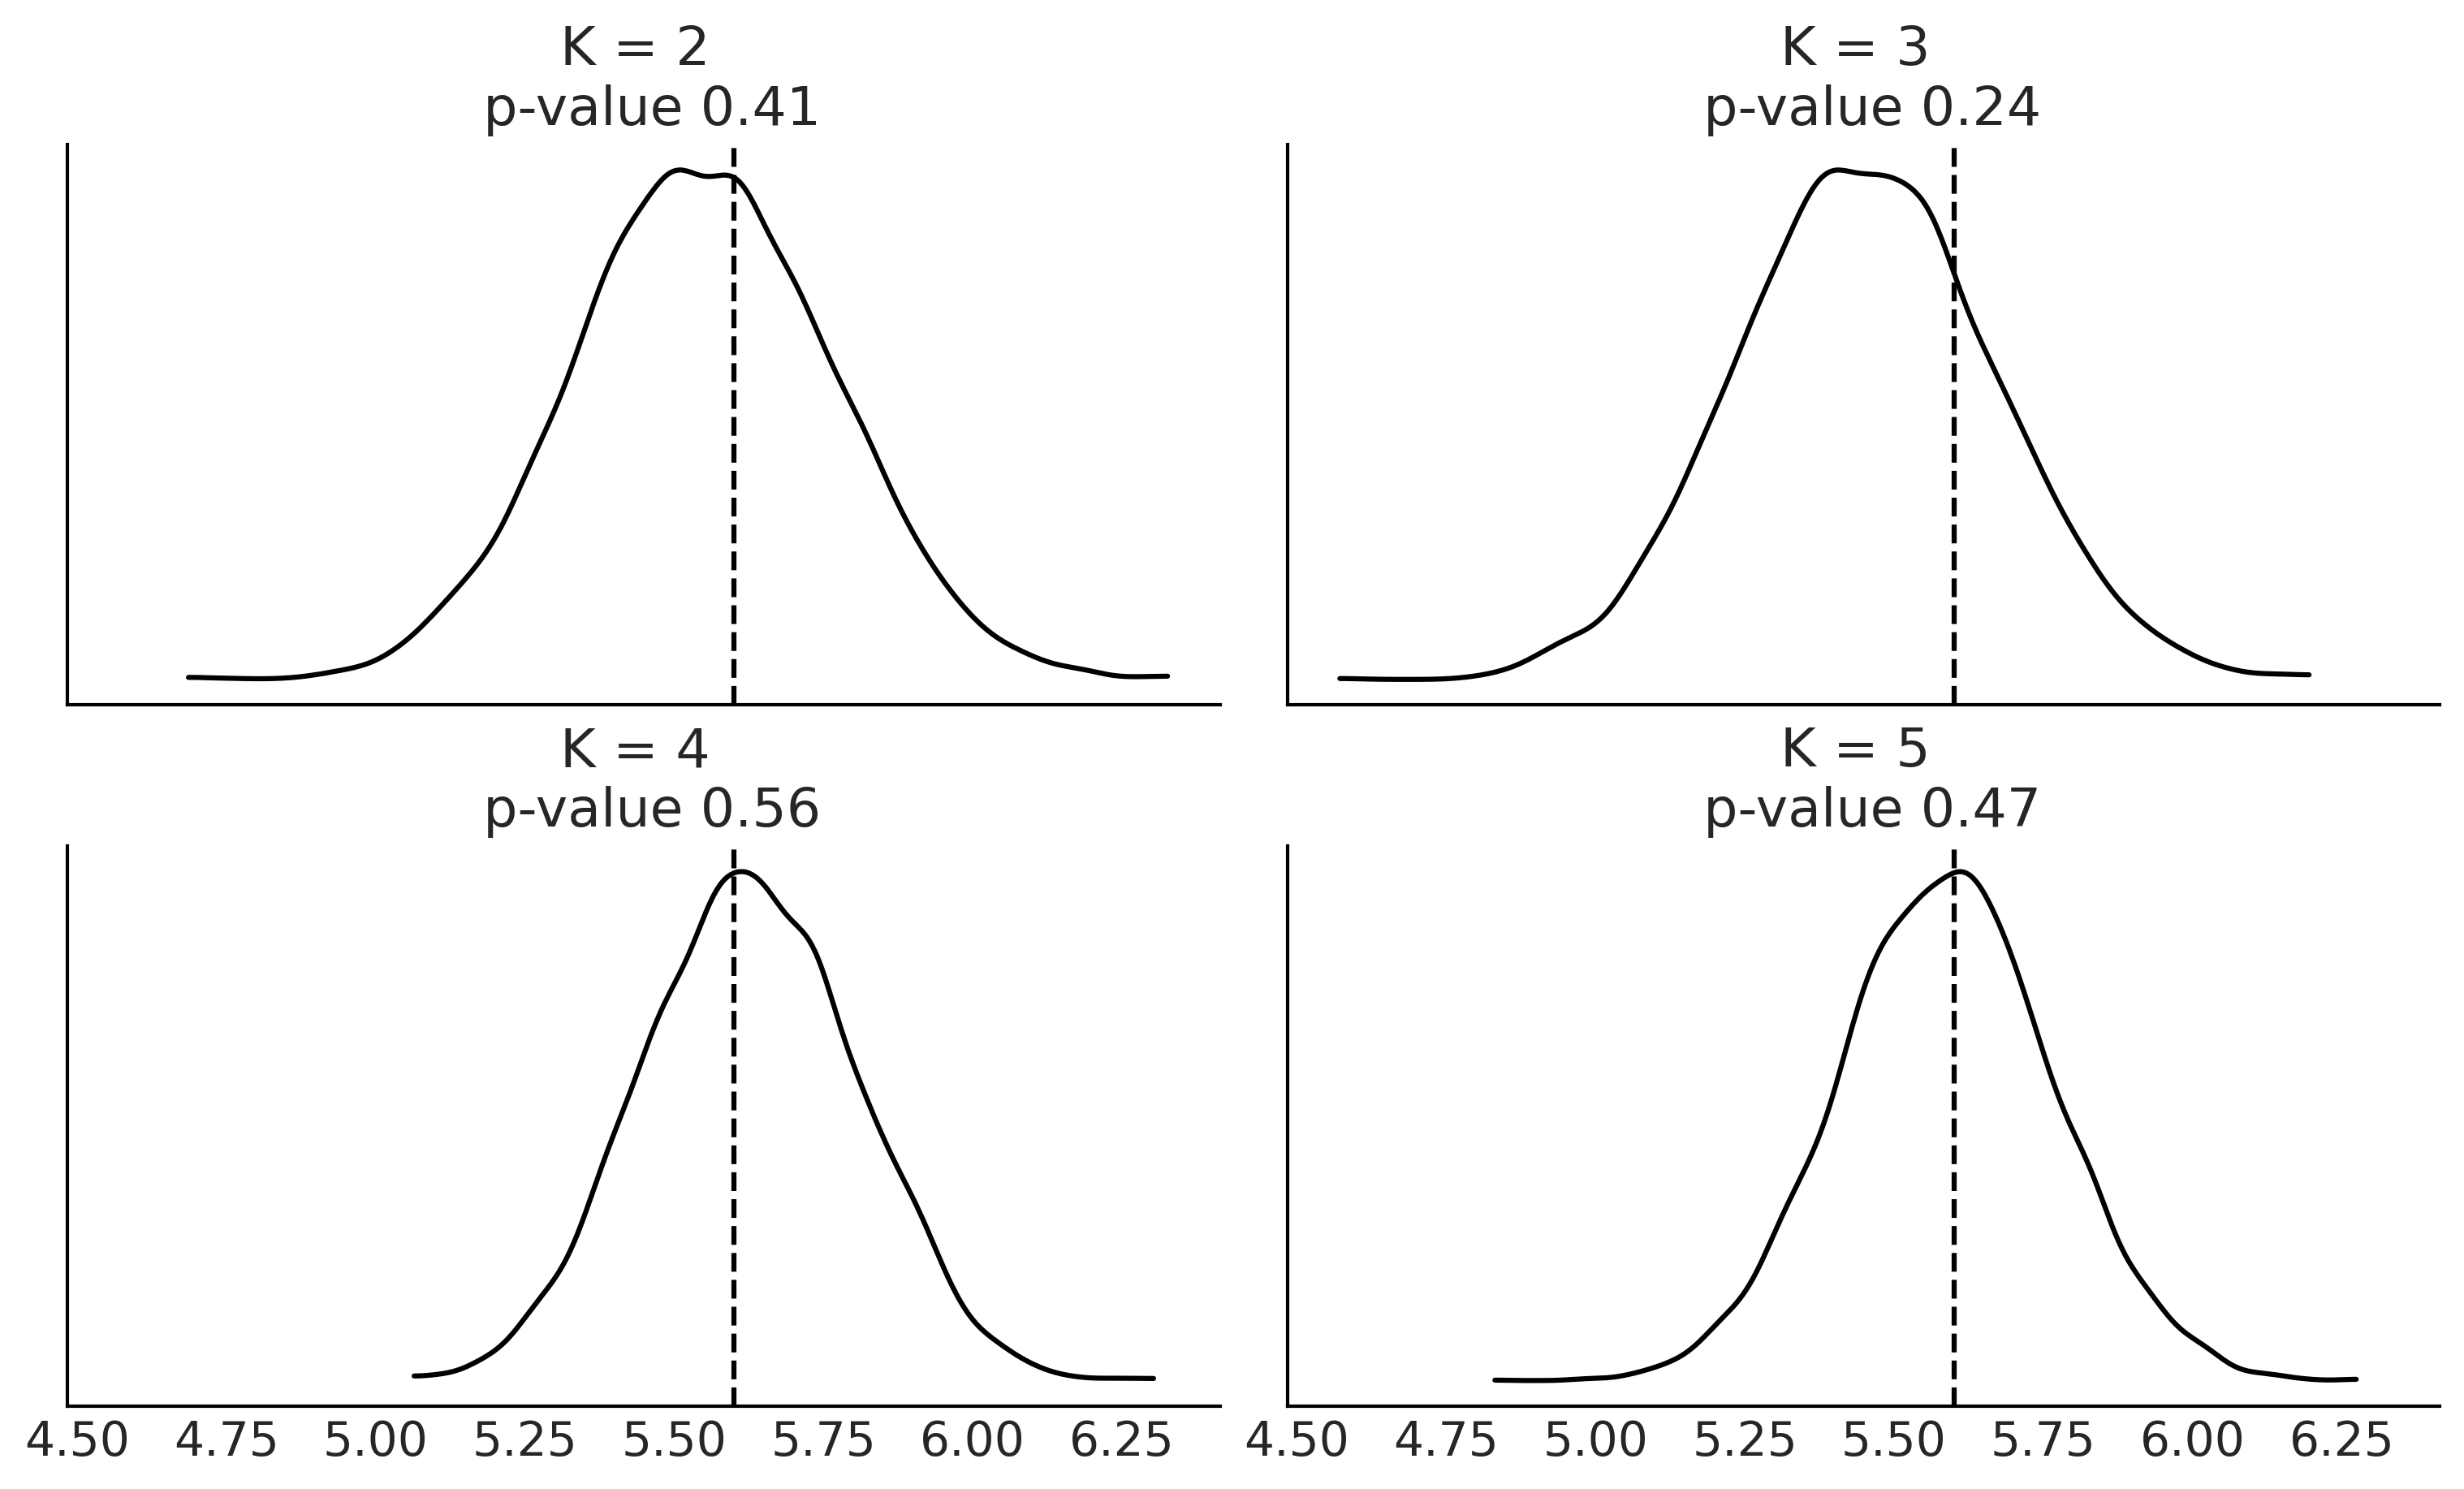 K = 2
p-value 0.41
K = 3
p-value 0.24
K = 4
p-value 0.56
K = 5
p-value 0.47
4.50 4.75 5.00 5.25 5.50 5.75 6.00 6.25
4.50 4.75 5.00 5.25 5.50 5.75 6.00 6.25